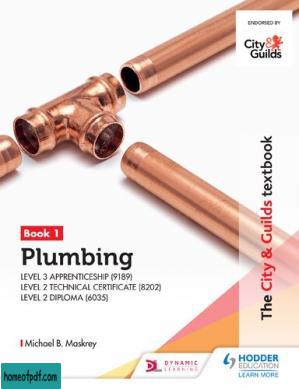 ENDORSED BY
City&
Guilds
The City & Guilds textbook
Book 1
Plumbing
LEVEL 3 APPRENTICESHIP (9189)
LEVEL 2 TECHNICAL CERTIFICATE (8202)
LEVEL 2 DIPLOMA (6035)
Michael B. Maskrey
DYNAMIC
LEARNING
HODDER
EDUCATION
LEARN MORE
homeofpdf.com